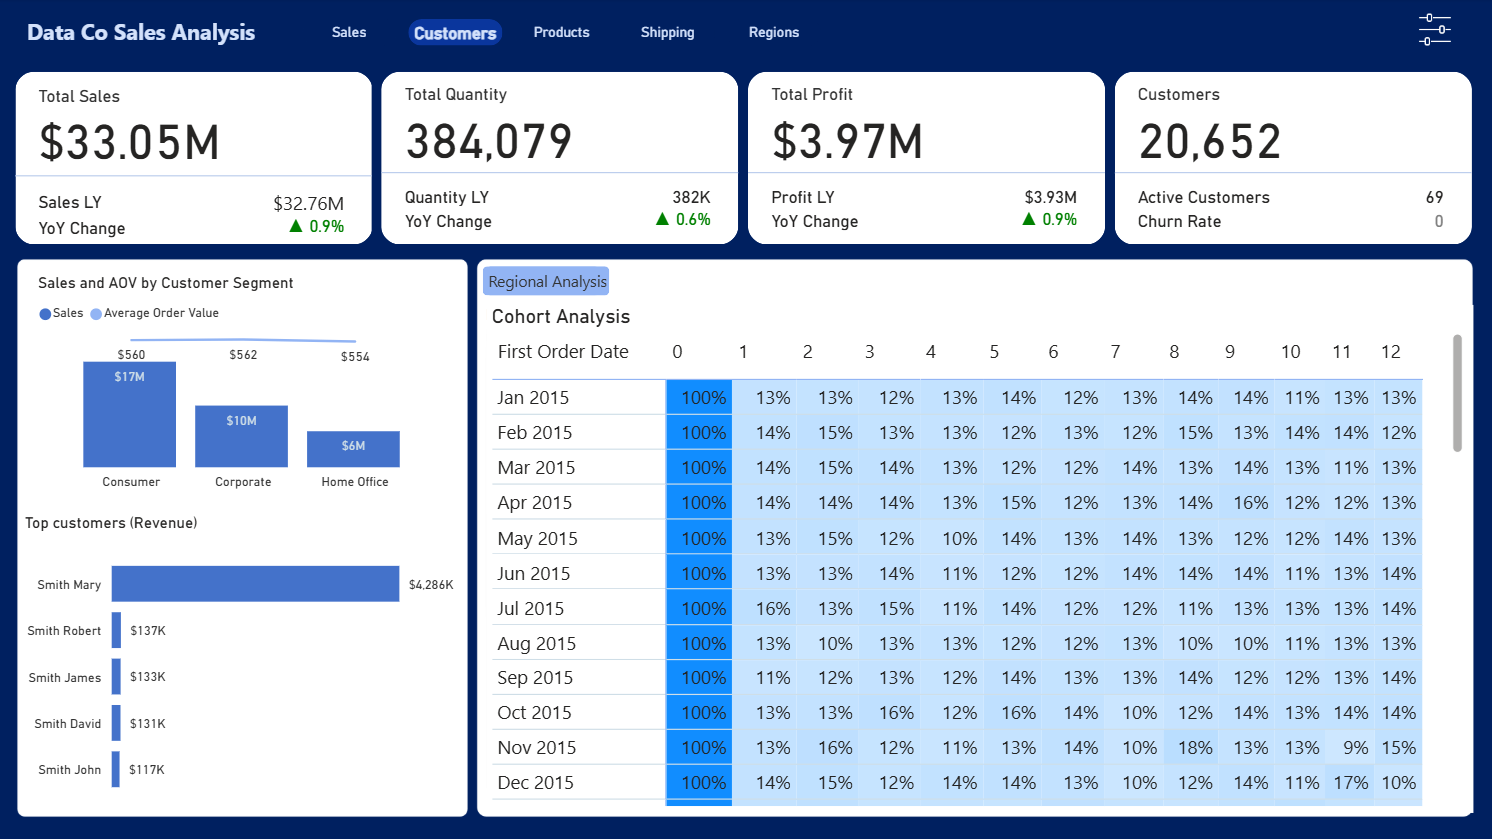 Data Co Sales Analysis
Sales
Customers
Products
Shipping
Regions
Total Sales
$33.05M
Sales LY $32.76M
YoY Change ▲ 0.9%
Total Quantity
384,079
Quantity LY 382K
YoY Change ▲ 0.6%
Total Profit
$3.97M
Profit LY $3.93M
YoY Change ▲ 0.9%
Customers
20,652
Active Customers 69
Churn Rate 0
Sales and AOV by Customer Segment
Sales Average Order Value
$560 $562 $554
$17M $10M $6M
Consumer Corporate Home Office
Top customers (Revenue)
Smith Mary $4,286K
Smith Robert $137K
Smith James $133K
Smith David $131K
Smith John $117K
Regional Analysis
Cohort Analysis
First Order Date 0 1 2 3 4 5 6 7 8 9 10 11 12
Jan 2015 100% 13% 13% 12% 13% 14% 12% 13% 14% 14% 11% 13% 13%
Feb 2015 100% 14% 15% 13% 13% 12% 13% 12% 15% 13% 14% 14% 12%
Mar 2015 100% 14% 15% 14% 13% 12% 12% 14% 13% 14% 13% 11% 13%
Apr 2015 100% 14% 14% 14% 13% 15% 12% 13% 14% 16% 12% 12% 13%
May 2015 100% 13% 15% 12% 10% 14% 13% 14% 13% 12% 12% 14% 13%
Jun 2015 100% 13% 13% 14% 11% 12% 12% 14% 14% 14% 11% 13% 14%
Jul 2015 100% 16% 13% 15% 11% 14% 12% 12% 11% 13% 13% 13% 14%
Aug 2015 100% 13% 10% 13% 13% 12% 12% 13% 10% 10% 11% 13% 13%
Sep 2015 100% 11% 12% 13% 12% 14% 13% 13% 14% 12% 12% 13% 14%
Oct 2015 100% 13% 13% 16% 12% 16% 14% 10% 12% 14% 13% 14% 14%
Nov 2015 100% 13% 16% 12% 11% 13% 14% 10% 18% 13% 13% 9% 15%
Dec 2015 100% 14% 15% 12% 14% 14% 13% 10% 12% 14% 11% 17% 10%